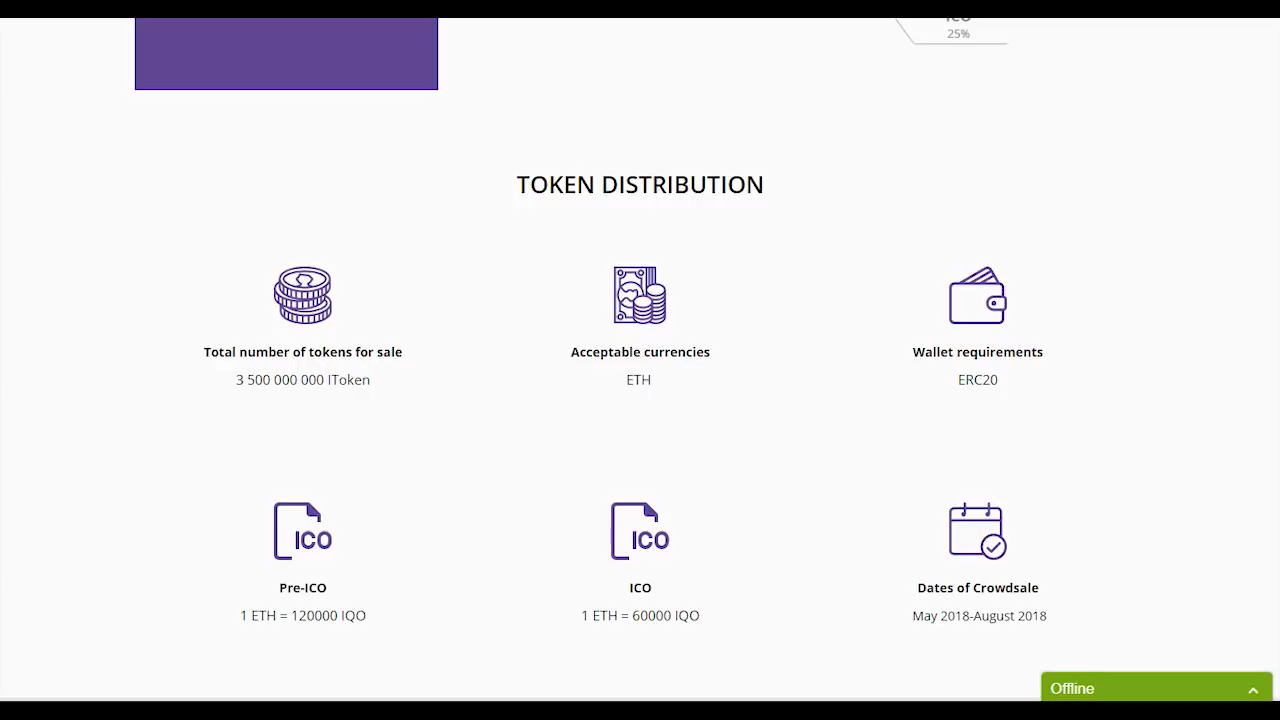 ICO
25%
TOKEN DISTRIBUTION
Total number of tokens for sale
3 500 000 000 IToken
Acceptable currencies
ETH
Wallet requirements
ERC20
ICO
Pre-ICO
1 ETH = 120000 IQO
ICO
ICO
1 ETH = 60000 IQO
Dates of Crowdsale
May 2018-August 2018
Offline